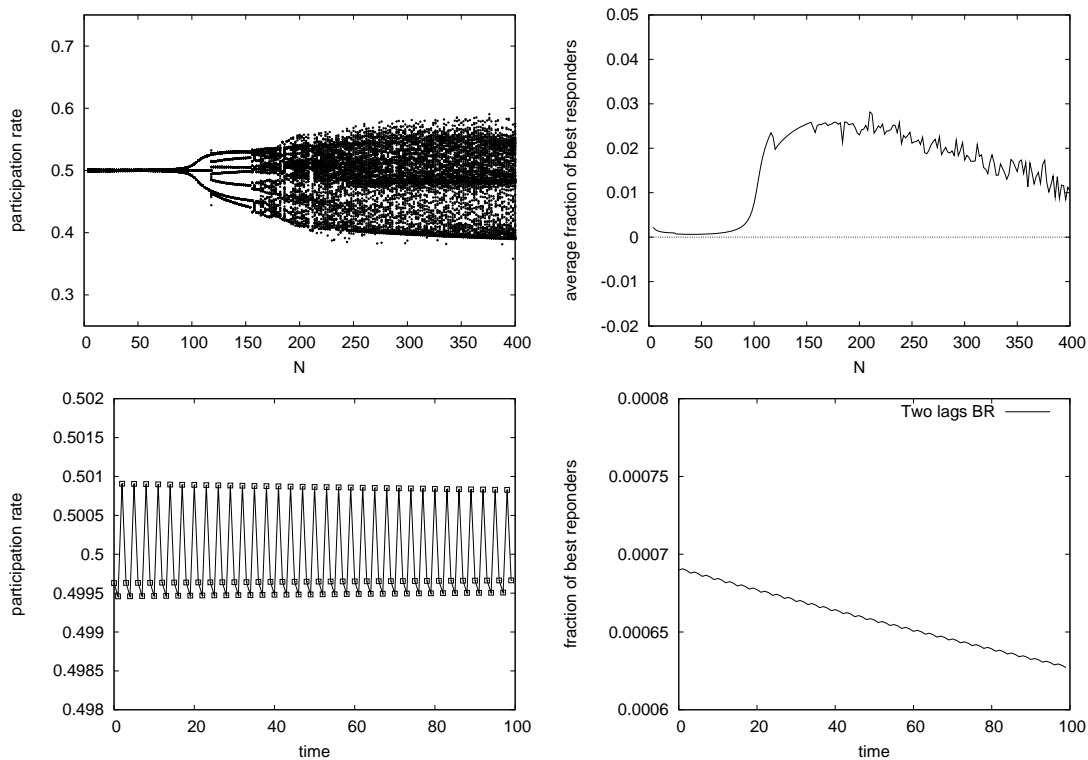 0.7
0.6
0.5
0.4
0.3
participation rate
0 50 100 150 200 250 300 350 400
N
0.05
0.04
0.03
0.02
0.01
0
-0.01
-0.02
average fraction of best responders
0 50 100 150 200 250 300 350 400
N
0.502
0.5015
0.501
0.5005
0.5
0.4995
0.499
0.4985
0.498
participation rate
0 20 40 60 80 100
time
0.0008
0.00075
0.0007
0.00065
0.0006
fraction of best reponders
Two lags BR
0 20 40 60 80 100
time